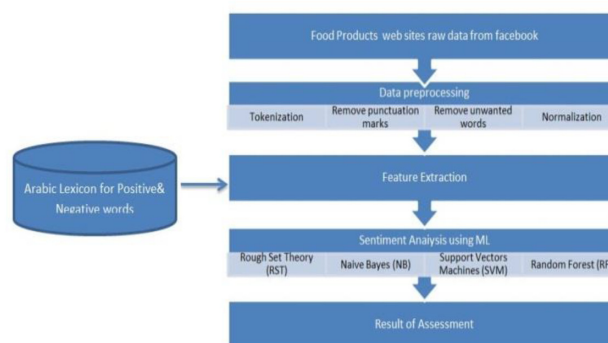 Food Products web sites raw data from facebook
Data preprocessing
Tokenization
Remove punctuation
marks
Remove unwanted
words
Normalization
Arabic Lexicon for Positive&
Negative words
Feature Extraction
Sentiment Analysis using ML
Rough Set Theory
(RST)
Naive Bayes (NB)
Support Vectors
Machines (SVM)
Random Forest (RF
Result of Assessment